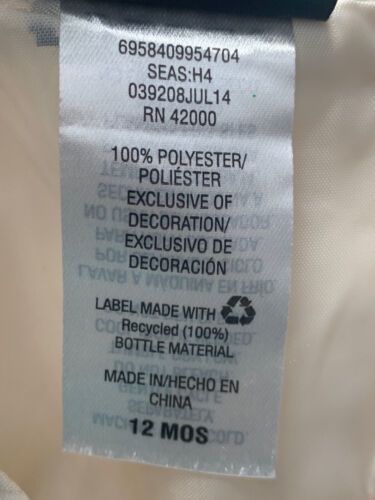 6958409954704
SEAS:H4
039208JUL14
RN 42000
100% POLYESTER/
POLIÉSTER
EXCLUSIVE OF
DECORATION/
EXCLUSIVO DE
DECORACIÓN
LABEL MADE WITH
Recycled (100%)
BOTTLE MATERIAL
MADE IN/HECHO EN
CHINA
12 MOS